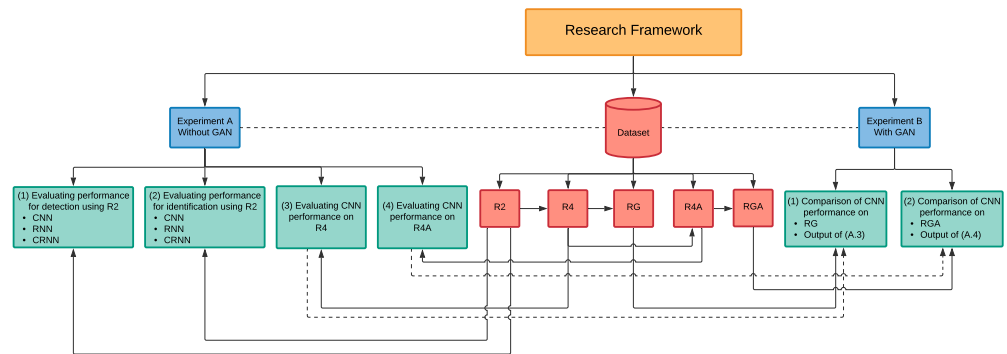 Research Framework
Experiment A
Without GAN
Dataset
Experiment B
With GAN
(1) Evaluating performance
for detection using R2
• CNN
• RNN
• CRNN
(2) Evaluating performance
for identification using R2
• CNN
• RNN
• CRNN
(3) Evaluating CNN
performance on
R4
(4) Evaluating CNN
performance on
R4A
R2
R4
RG
R4A
RGA
(1) Comparison of CNN
performance on
• RG
• Output of (A.3)
(2) Comparison of CNN
performance on
• RGA
• Output of (A.4)